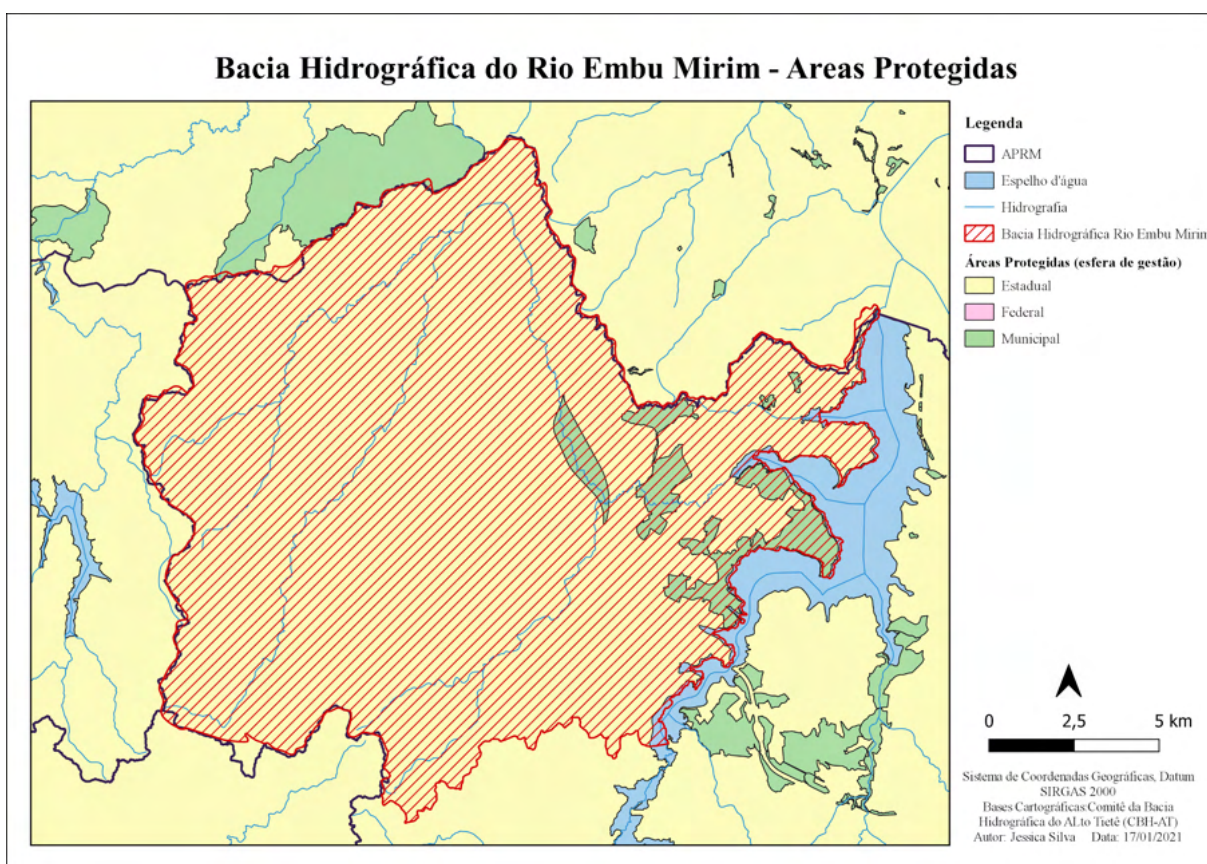 Bacia Hidrográfica do Rio Embu Mirim - Areas Protegidas
Legenda
APRM
Espelho d'água
Hidrografia
Bacia Hidrográfica Rio Embu Mirim
Áreas Protegidas (esfera de gestão)
Estadual
Federal
Municipal
0 2,5 5 km
Sistema de Coordenadas Geográficas, Datum
SIRGAS 2000
Bases Cartográficas:Comitê da Bacia
Hidrográfica do ALto Tietê (CBH-AT)
Autor: Jessica Silva Data: 17/01/2021